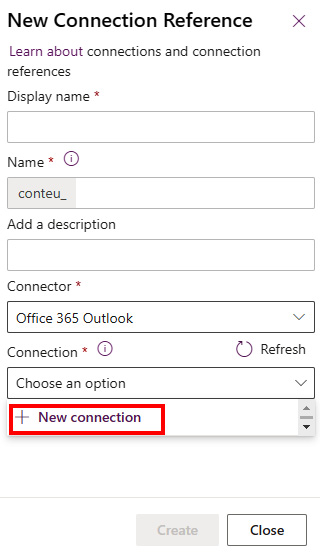 New Connection Reference
Learn about connections and connection
references
Display name *
Name *
conteu_
Add a description
Connector *
Office 365 Outlook
Connection *
Refresh
Choose an option
New connection
Create
Close